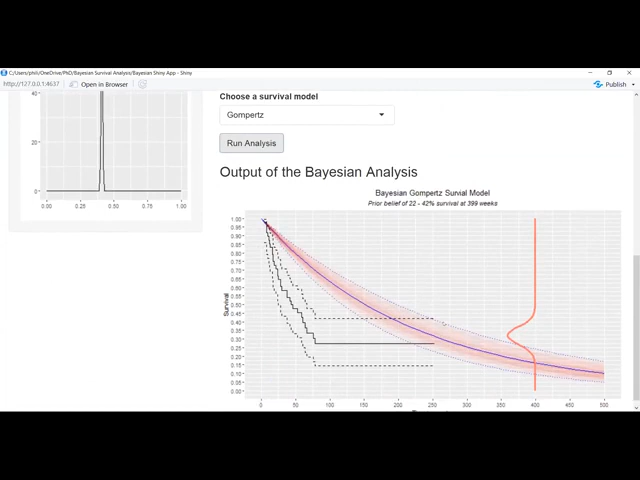 C:/Users/phili/OneDrive/PhD/Bayesian Survival Analysis/Bayesian Shiny App - Shiny
http://127.0.0.1:4637 Open in Browser Publish
Choose a survival model
Gompertz
Run Analysis
Output of the Bayesian Analysis
Bayesian Gompertz Survial Model
Prior belief of 22 - 42% survival at 399 weeks
40
20
0
0.00 0.25 0.50 0.75 1.00
Survival
1.00
0.95
0.90
0.85
0.80
0.75
0.70
0.65
0.60
0.55
0.50
0.45
0.40
0.35
0.30
0.25
0.20
0.15
0.10
0.05
0.00
0 50 100 150 200 250 300 350 400 450 500